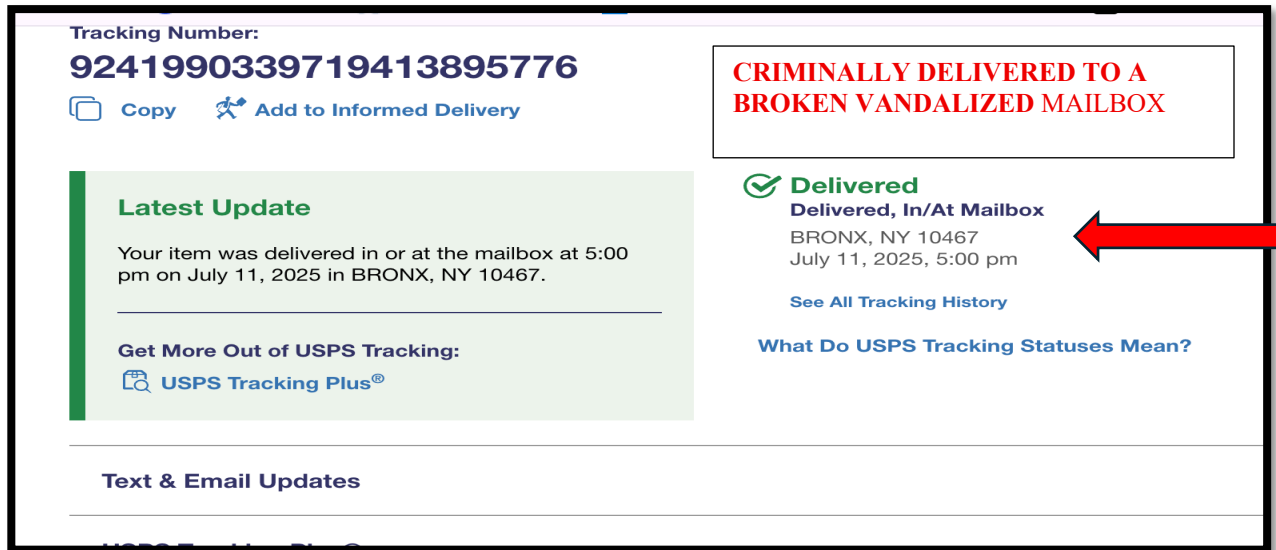 Tracking Number:
9241990339719413895776
Copy Add to Informed Delivery
CRIMINALLY DELIVERED TO A
BROKEN VANDALIZED MAILBOX
Latest Update
Your item was delivered in or at the mailbox at 5:00
pm on July 11, 2025 in BRONX, NY 10467.
Get More Out of USPS Tracking:
USPS Tracking Plus®
Delivered
Delivered, In/At Mailbox
BRONX, NY 10467
July 11, 2025, 5:00 pm
See All Tracking History
What Do USPS Tracking Statuses Mean?
Text & Email Updates